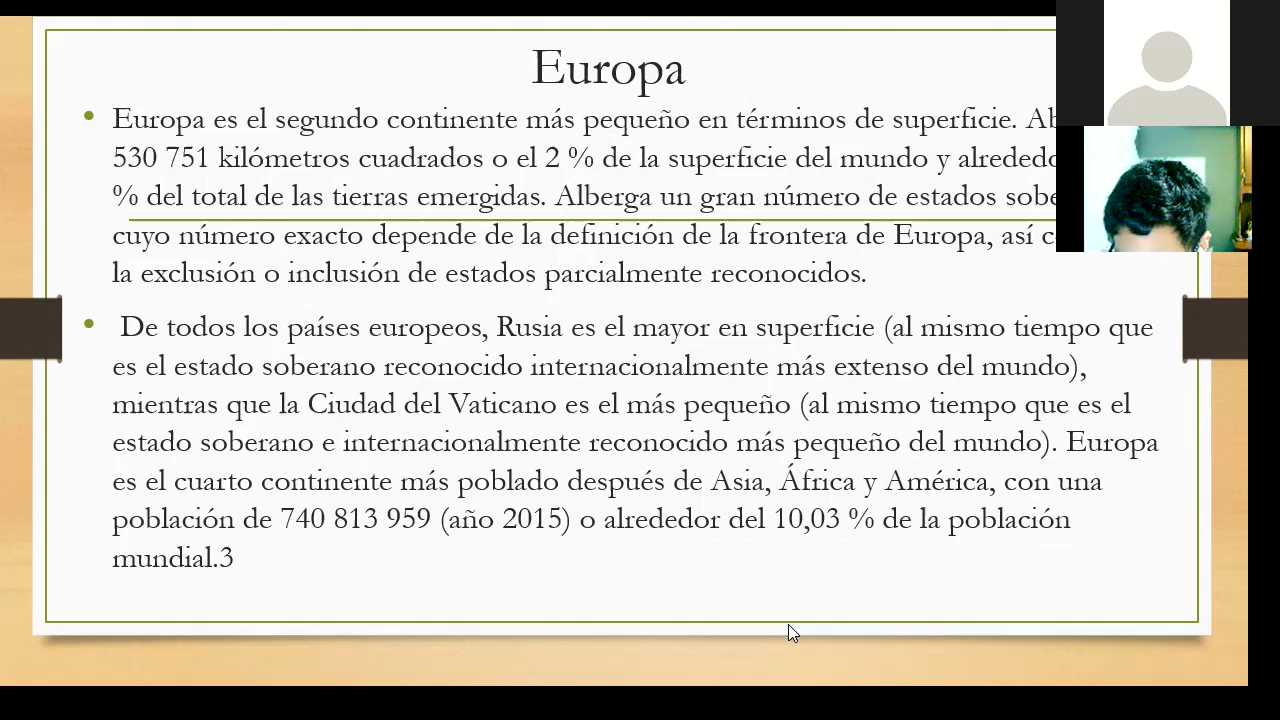 Europa
• Europa es el segundo continente más pequeño en términos de superficie.
530 751 kilómetros cuadrados o el 2 % de la superficie del mundo y
% del total de las tierras emergidas. Alberga un gran número de estados
cuyo número exacto depende de la definición de la frontera de Europa, así
la exclusión o inclusión de estados parcialmente reconocidos.
• De todos los países europeos, Rusia es el mayor en superficie (al mismo tiempo que
es el estado soberano reconocido internacionalmente más extenso del mundo),
mientras que la Ciudad del Vaticano es el más pequeño (al mismo tiempo que es el
estado soberano e internacionalmente reconocido más pequeño del mundo). Europa
es el cuarto continente más poblado después de Asia, África y América, con una
población de 740 813 959 (año 2015) o alrededor del 10,03 % de la población
mundial.3